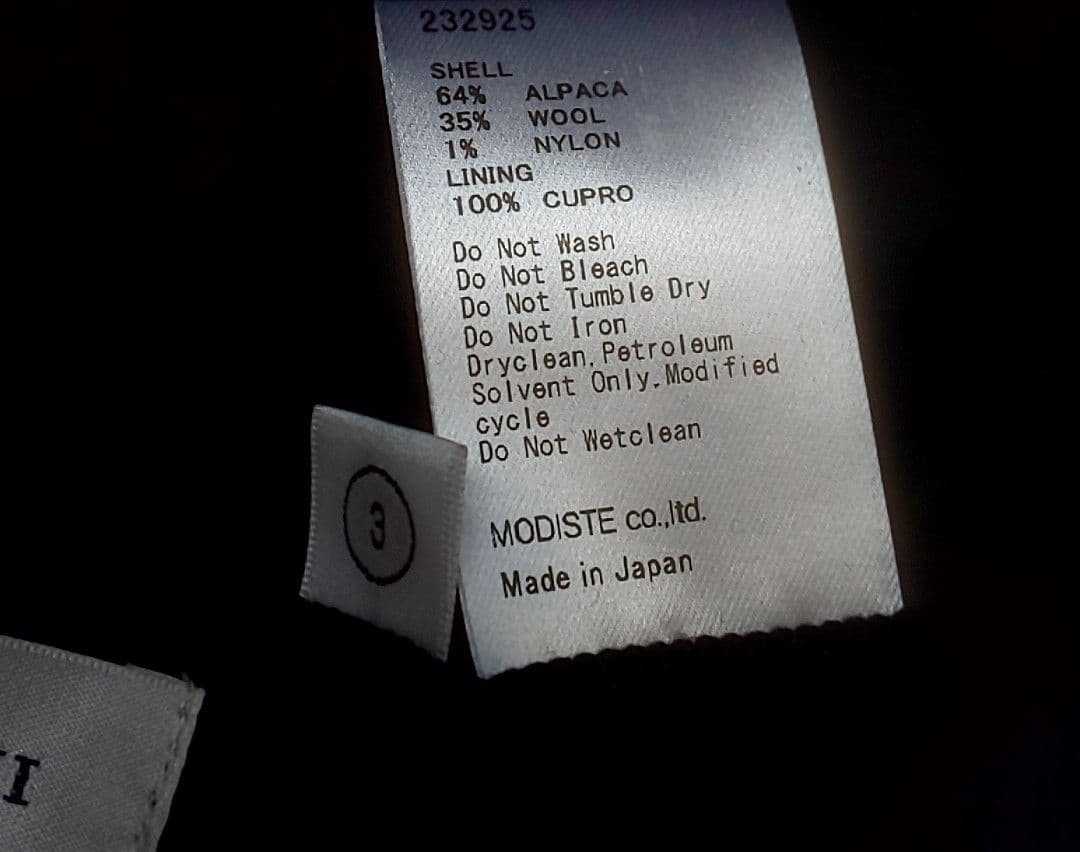 232925
SHELL
64% ALPACA
35% WOOL
1% NYLON
LINING
100% CUPRO
Do Not Wash
Do Not Bleach
Do Not Tumble Dry
Do Not Iron
Dryclean, Petroleum
Solvent Only. Modified
cycle
Do Not Wetclean
MODISTE co.,ltd.
Made in Japan
3